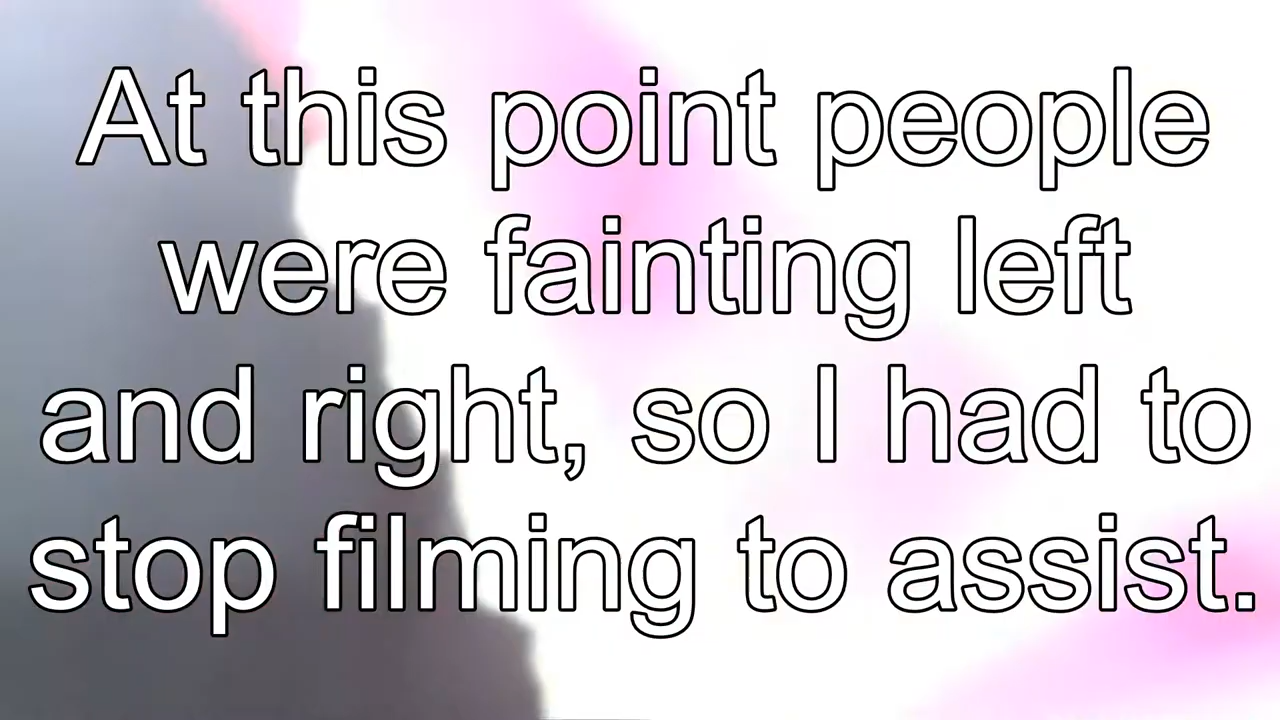 At this point people
were fainting left
and right, so I had to
stop filming to assist.